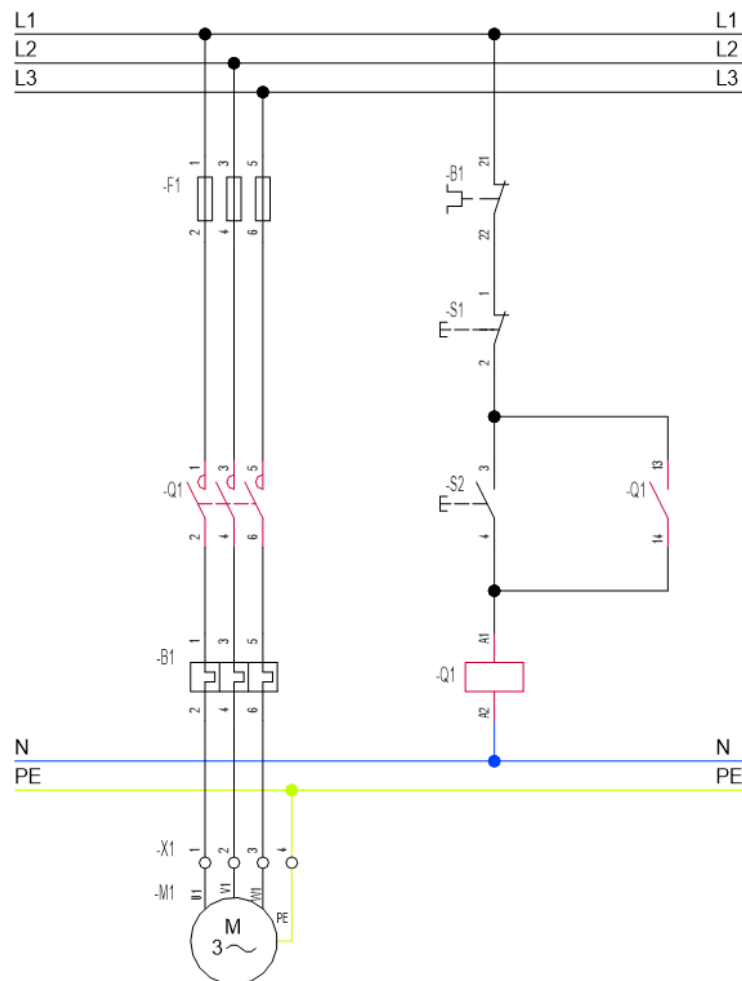 L1 L1
L2 L2
L3 L3
1 3 5 21
-F1 -B1
2 4 6 22
1
-S1
2
1 3 5 3 13
-Q1 -S2 -Q1
2 4 6 4 14
1 3 5 A1
-B1 -Q1
2 4 6 A2
N N
PE PE
-X1 1 2 3 4
-M1 U1 V1 W1
PE
M
3